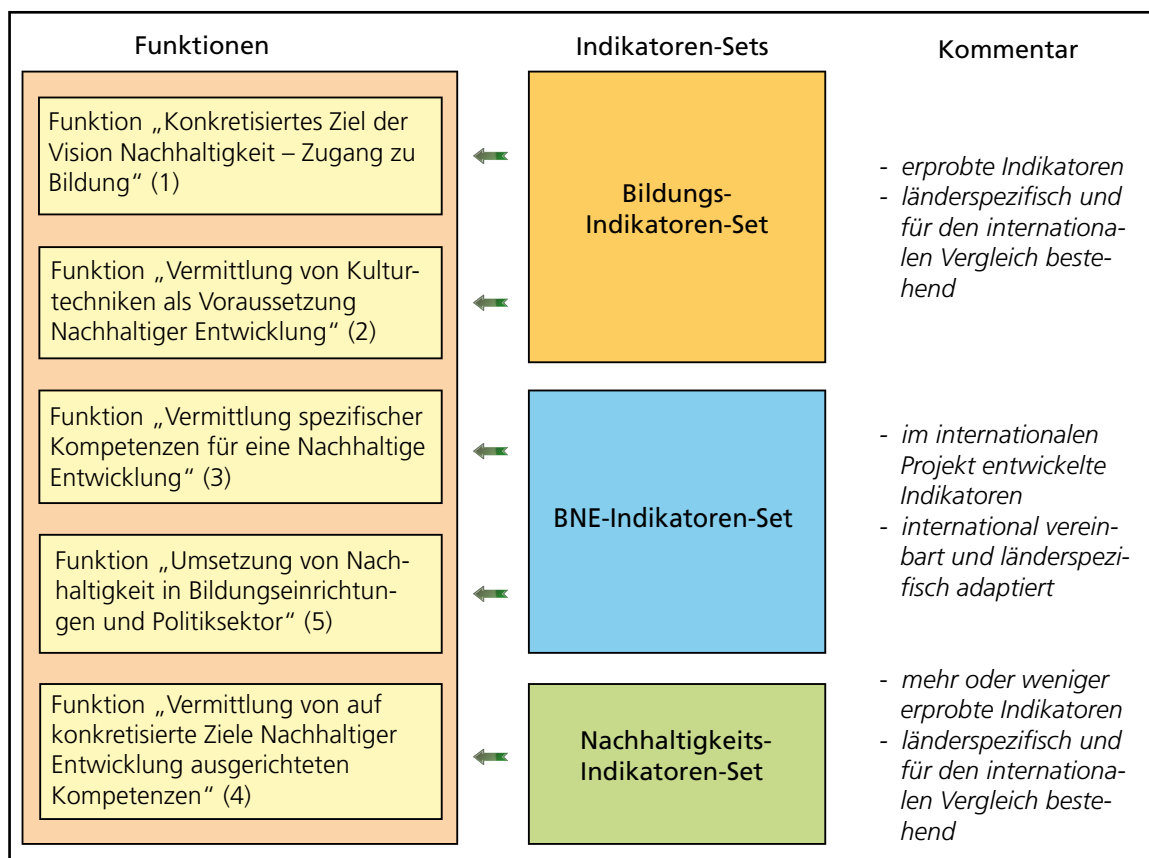 Funktionen
Indikatoren-Sets
Kommentar
Funktion „Konkretisiertes Ziel der
Vision Nachhaltigkeit – Zugang zu
Bildung“ (1)
Funktion „Vermittlung von Kultur-
techniken als Voraussetzung
Nachhaltiger Entwicklung“ (2)
Bildungs-
Indikatoren-Set
- erprobte Indikatoren
- länderspezifisch und
für den internationa-
len Vergleich beste-
hend
Funktion „Vermittlung spezifischer
Kompetenzen für eine Nachhaltige
Entwicklung“ (3)
Funktion „Umsetzung von Nach-
haltigkeit in Bildungseinrichtun-
gen und Politiksektor“ (5)
BNE-Indikatoren-Set
- im internationalen
Projekt entwickelte
Indikatoren
- international verein-
bart und länderspezi-
fisch adaptiert
Funktion „Vermittlung von auf
konkretisierte Ziele Nachhaltiger
Entwicklung ausgerichteten
Kompetenzen“ (4)
Nachhaltigkeits-
Indikatoren-Set
- mehr oder weniger
erprobte Indikatoren
- länderspezifisch und
für den internationa-
len Vergleich beste-
hend